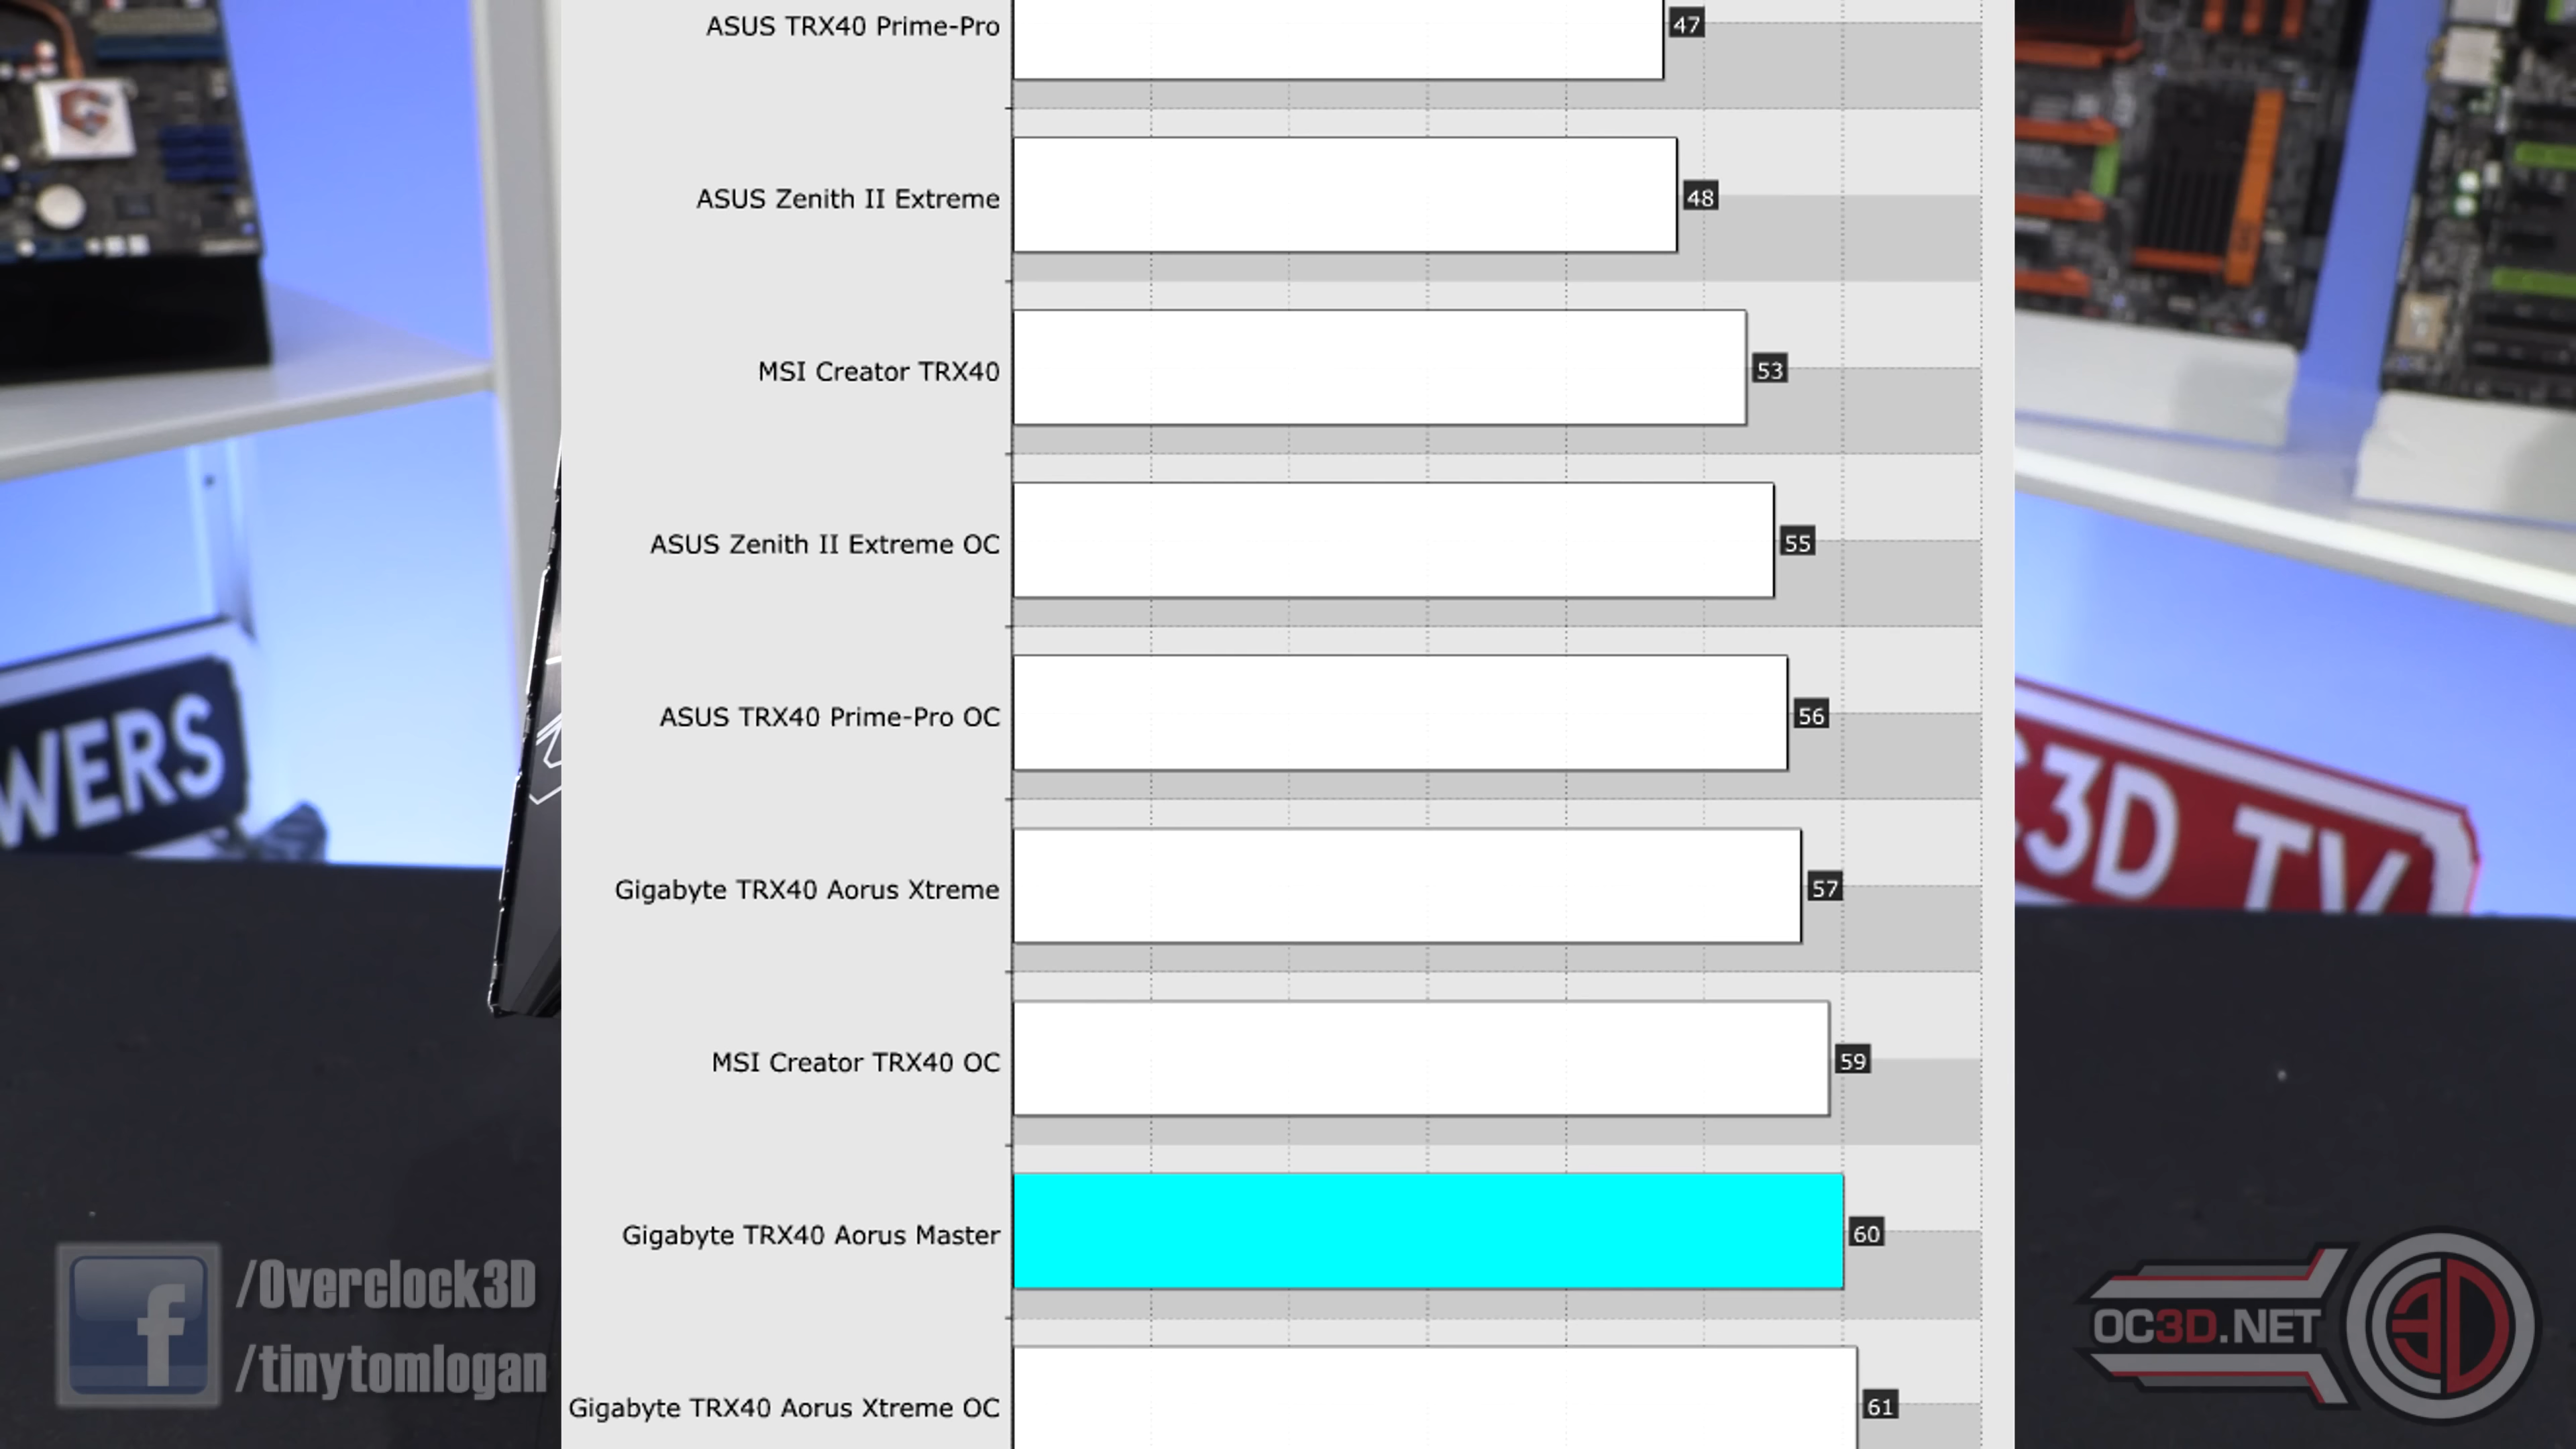 ASUS TRX40 Prime-Pro 47
ASUS Zenith II Extreme 48
MSI Creator TRX40 53
ASUS Zenith II Extreme OC 55
ASUS TRX40 Prime-Pro OC 56
Gigabyte TRX40 Aorus Xtreme 57
MSI Creator TRX40 OC 59
Gigabyte TRX40 Aorus Master 60
Gigabyte TRX40 Aorus Xtreme OC 61
WERS
C3D TV
f
/Overclock3D
/tinytomlogan
OC3D.NET
3D